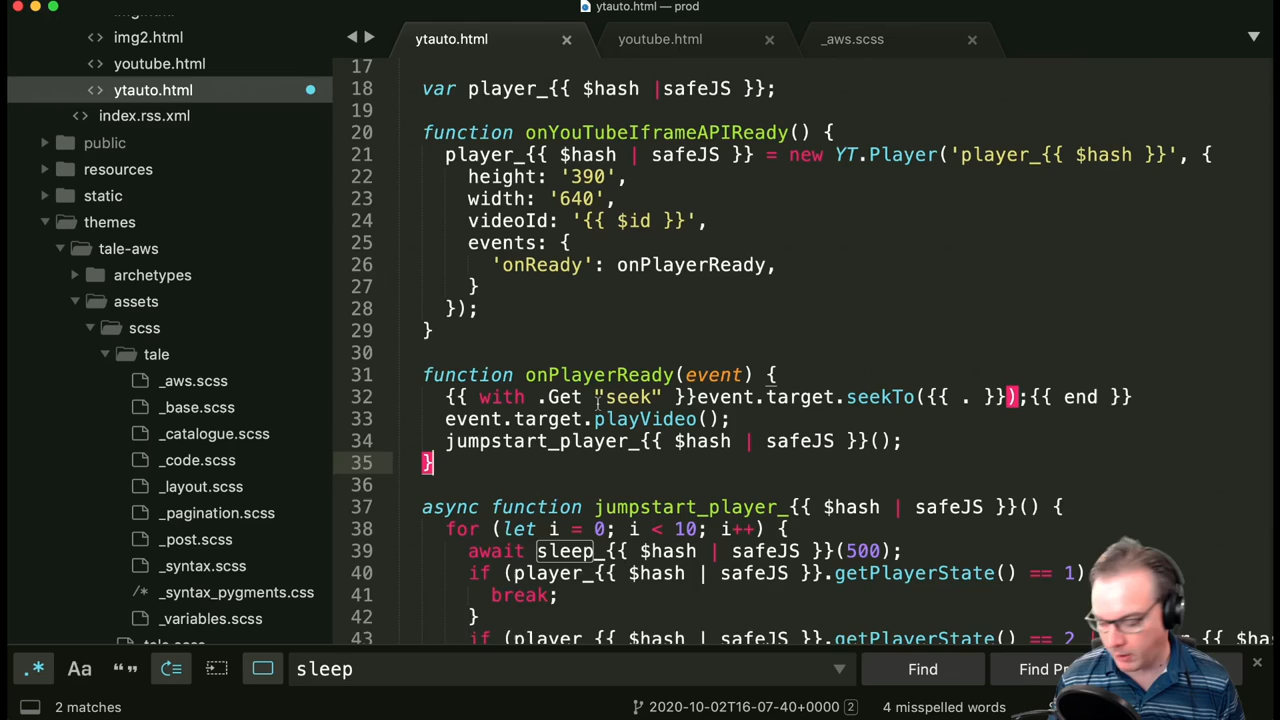 ytauto.html — prod
img2.html
youtube.html
ytauto.html
index.rss.xml
public
resources
static
themes
tale-aws
archetypes
assets
scss
tale
_aws.scss
_base.scss
_catalogue.scss
_code.scss
_layout.scss
_pagination.scss
_post.scss
_syntax.scss
/* _syntax_pygments.css
_variables.scss
ytauto.html
youtube.html
_aws.scss
17
18 var player_{{ $hash |safeJS }};
19
20 function onYouTubeIframeAPIReady() {
21 player_{{ $hash | safeJS }} = new YT.Player('player_{{ $hash }}', {
22 height: '390',
23 width: '640',
24 videoId: '{{ $id }}',
25 events: {
26 'onReady': onPlayerReady,
27 }
28 });
29 }
30
31 function onPlayerReady(event) {
32 {{ with .Get "seek" }}event.target.seekTo({{ . }});{{ end }}
33 event.target.playVideo();
34 jumpstart_player_{{ $hash | safeJS }}();
35 }
36
37 async function jumpstart_player_{{ $hash | safeJS }}() {
38 for (let i = 0; i < 10; i++) {
39 await sleep_{{ $hash | safeJS }}(500);
40 if (player_{{ $hash | safeJS }}.getPlayerState() == 1)
41 break;
42 }
43 if (player_{{ $hash | safeJS }}.getPlayerState() == 2
.* Aa “” sleep Find
2 matches
2020-10-02T16-07-40+0000 2
4 misspelled words